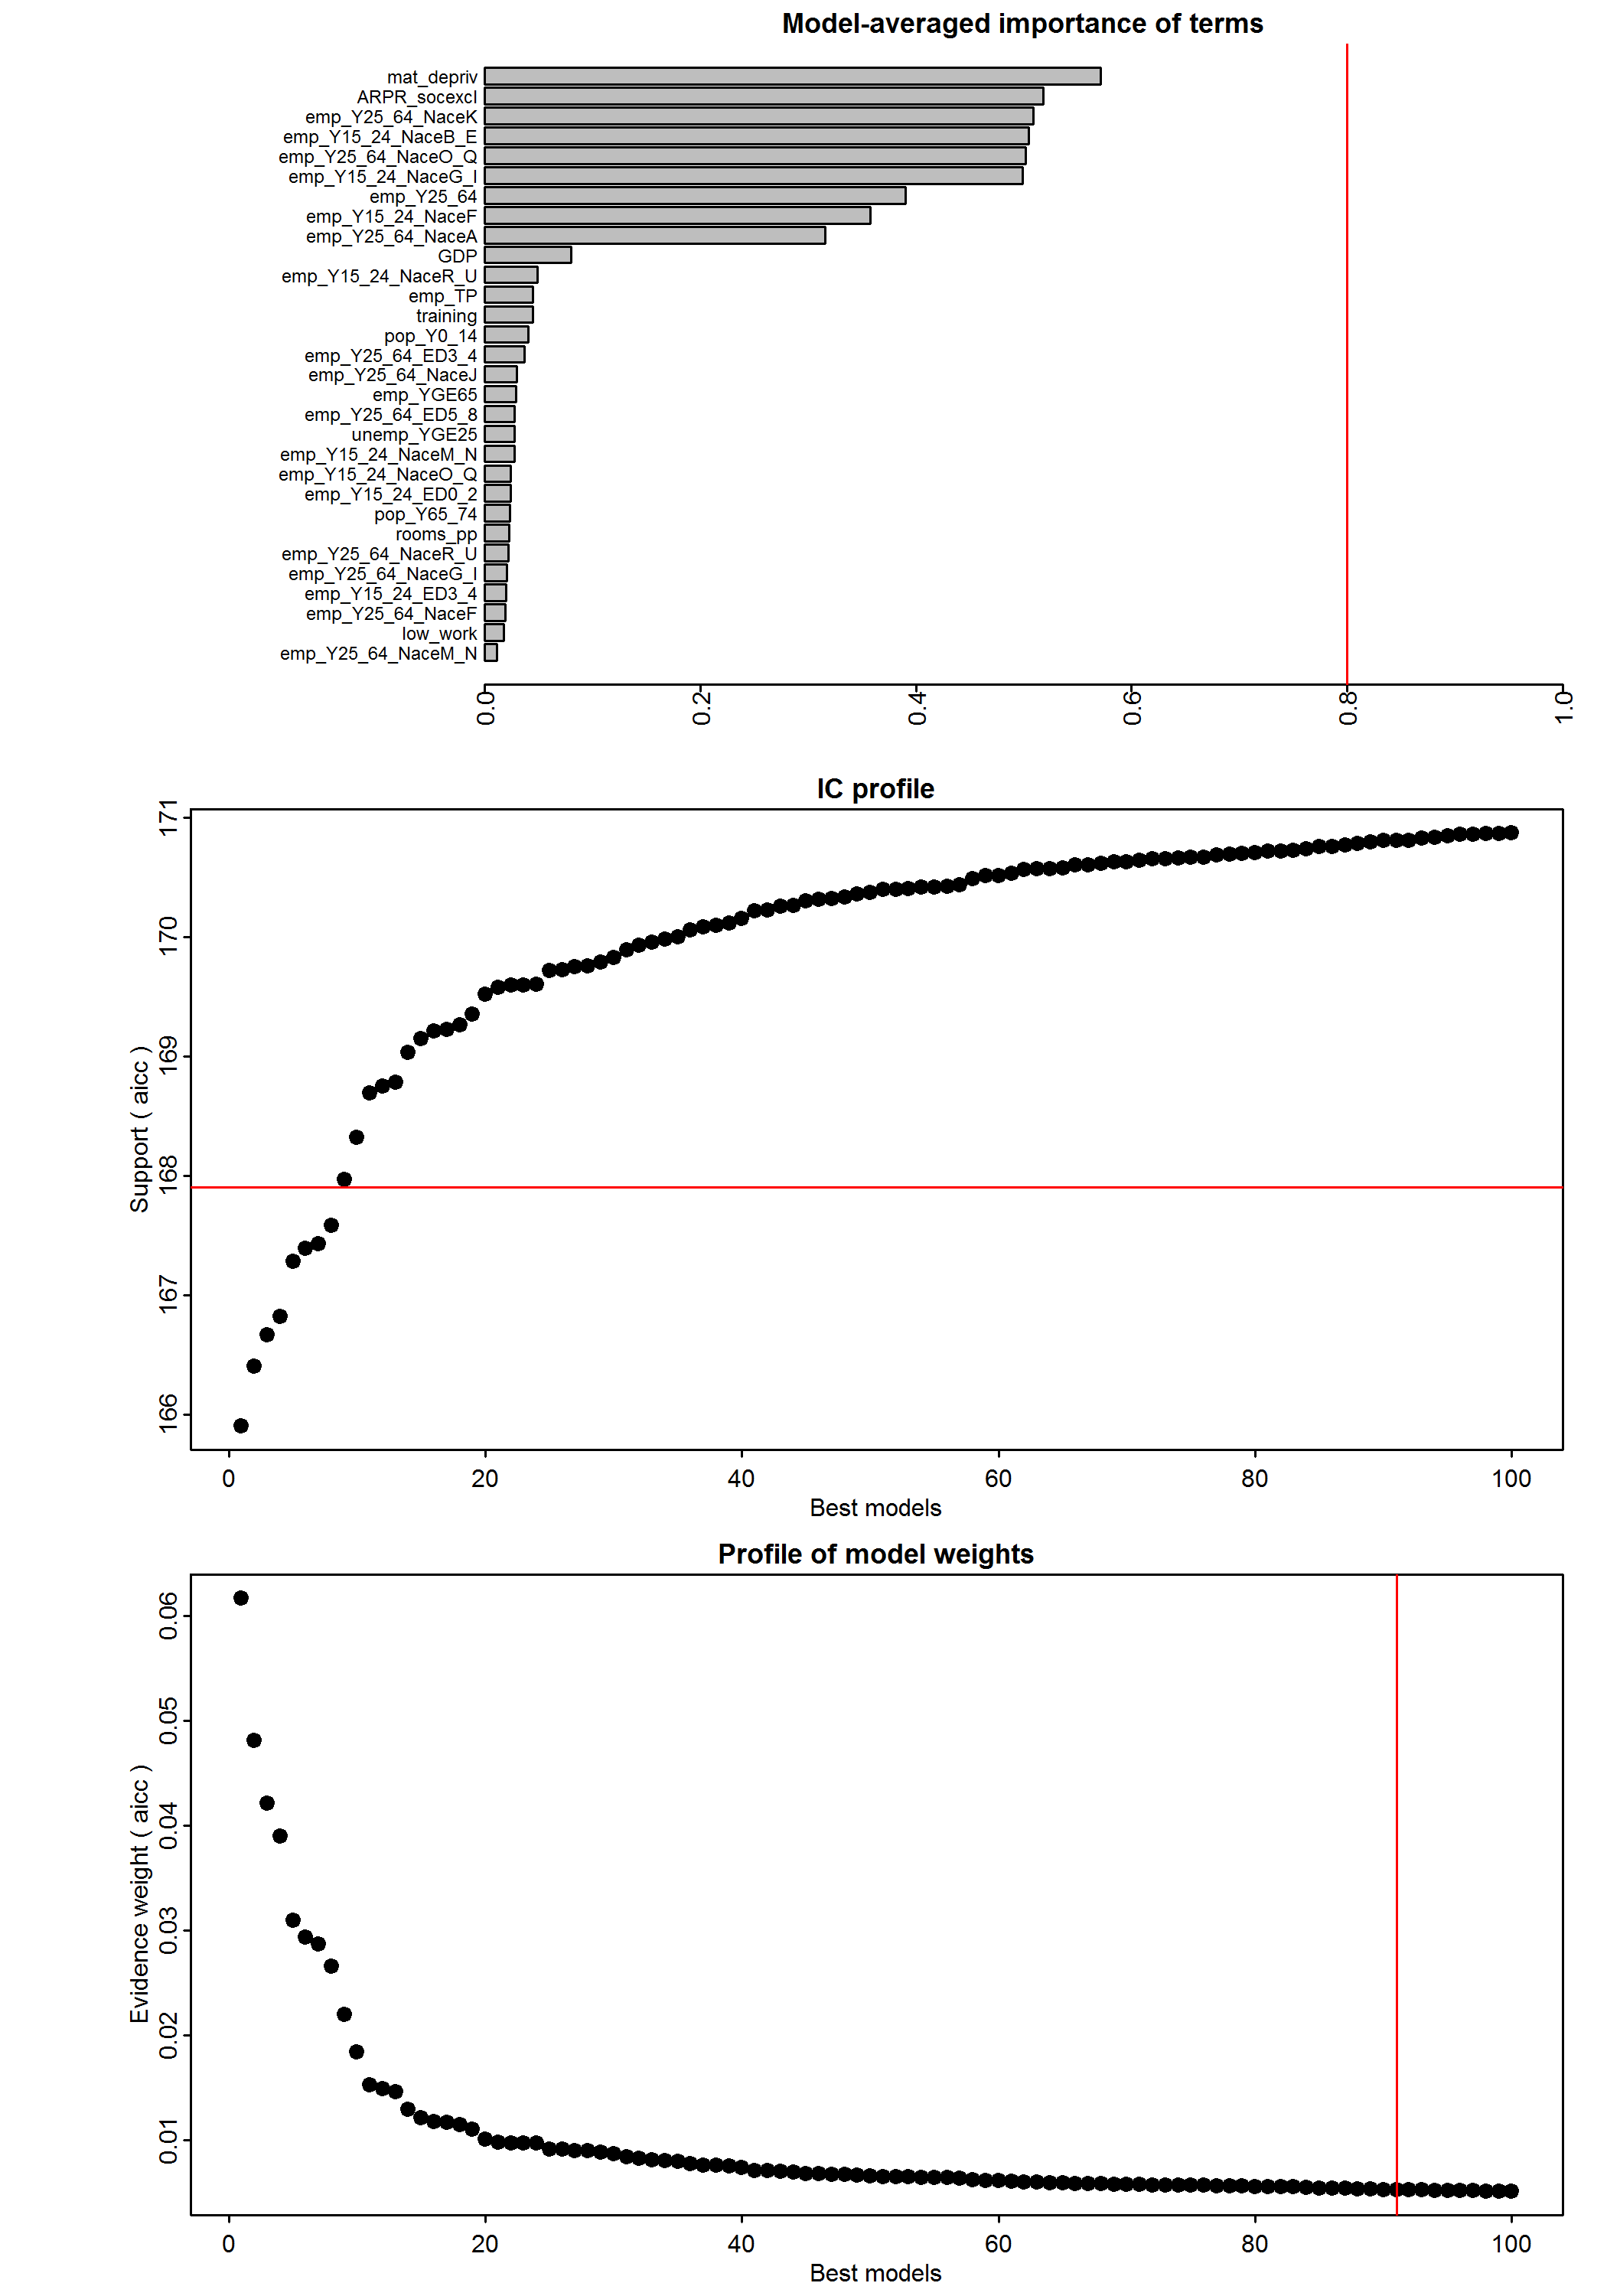 Model-averaged importance of terms
mat_depriv
ARPR_socexcl
emp_Y25_64_NaceK
emp_Y15_24_NaceB_E
emp_Y25_64_NaceO_Q
emp_Y15_24_NaceG_I
emp_Y25_64
emp_Y15_24_NaceF
emp_Y25_64_NaceA
GDP
emp_Y15_24_NaceR_U
emp_TP
training
pop_Y0_14
emp_Y25_64_ED3_4
emp_Y25_64_NaceJ
emp_YGE65
emp_Y25_64_ED5_8
unemp_YGE25
emp_Y15_24_NaceM_N
emp_Y15_24_NaceO_Q
emp_Y15_24_ED0_2
pop_Y65_74
rooms_pp
emp_Y25_64_NaceR_U
emp_Y25_64_NaceG_I
emp_Y15_24_ED3_4
emp_Y25_64_NaceF
low_work
emp_Y25_64_NaceM_N
0.0 0.2 0.4 0.6 0.8 1.0
IC profile
Support ( aicc )
171
170
169
168
167
166
0 20 40 60 80 100
Best models
Profile of model weights
Evidence weight ( aicc )
0.06
0.05
0.04
0.03
0.02
0.01
0 20 40 60 80 100
Best models